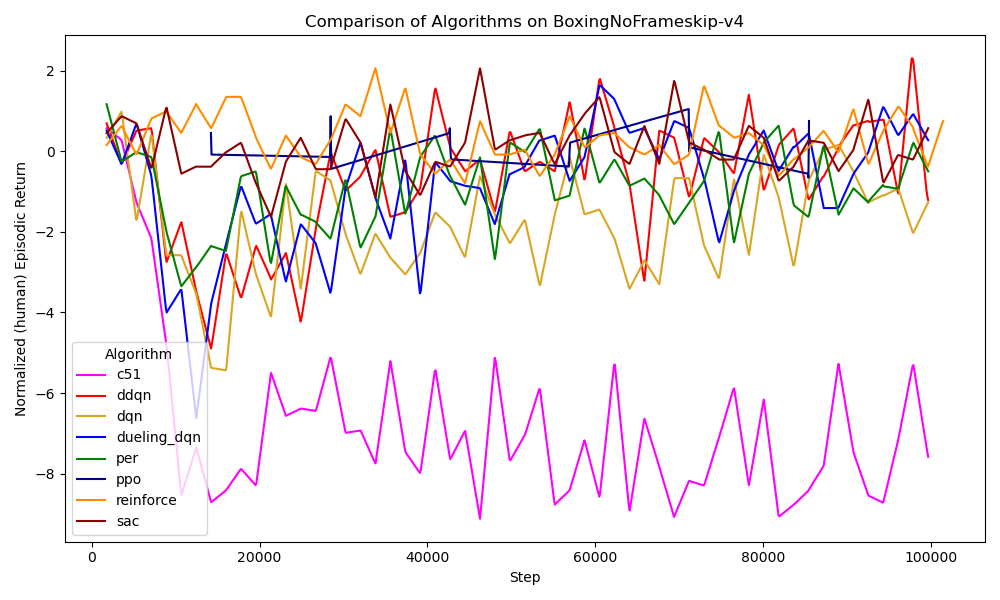 Comparison of Algorithms on BoxingNoFrameskip-v4
Normalized (human) Episodic Return
2
0
−2
−4
−6
−8
Algorithm
c51
ddqn
dqn
dueling_dqn
per
ppo
reinforce
sac
0
20000
40000
60000
80000
100000
Step